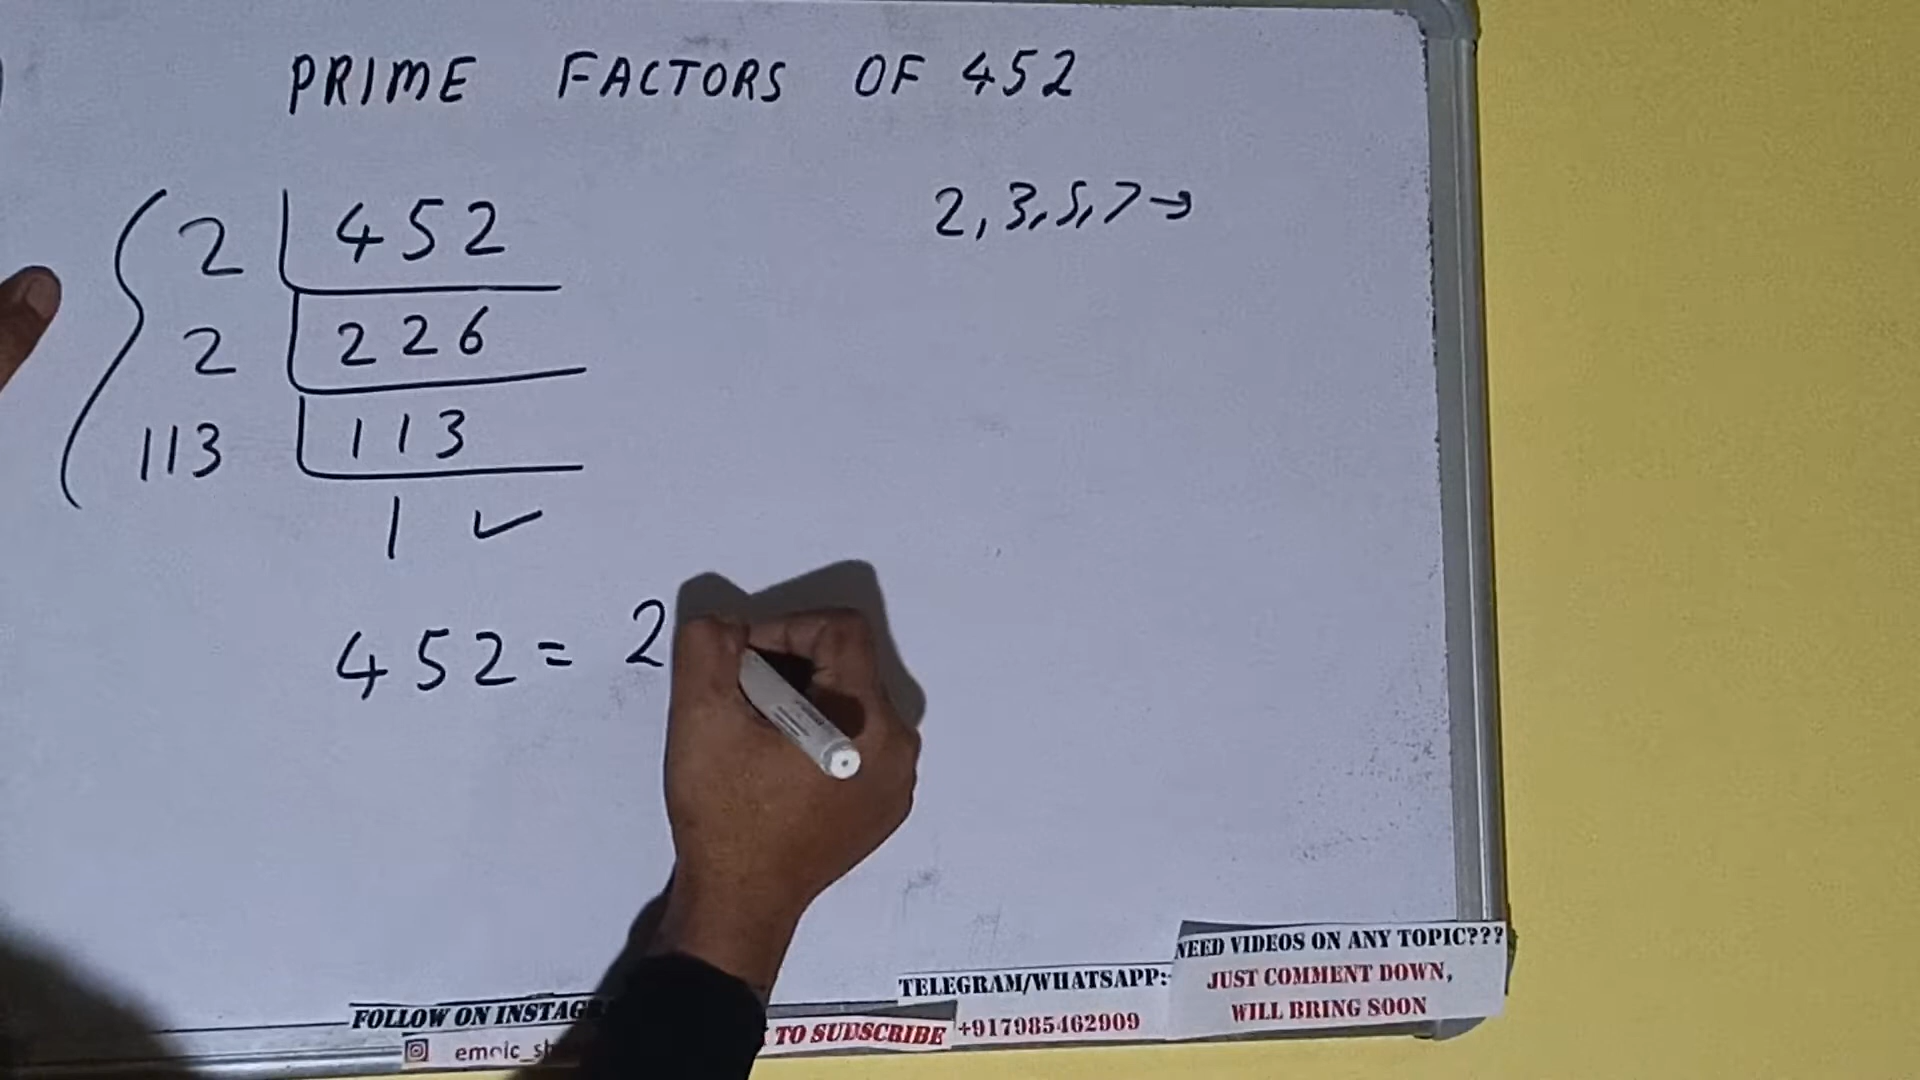 PRIME FACTORS OF 452
2, 3, 5, 7 →
2 452
2 226
113 113
1 ✓
452 = 2
NEED VIDEOS ON ANY TOPIC???
JUST COMMENT DOWN,
WILL BRING SOON
TELEGRAM/WHATSAPP:-
+917985462909
FOLLOW ON
TO SUBSCRIBE